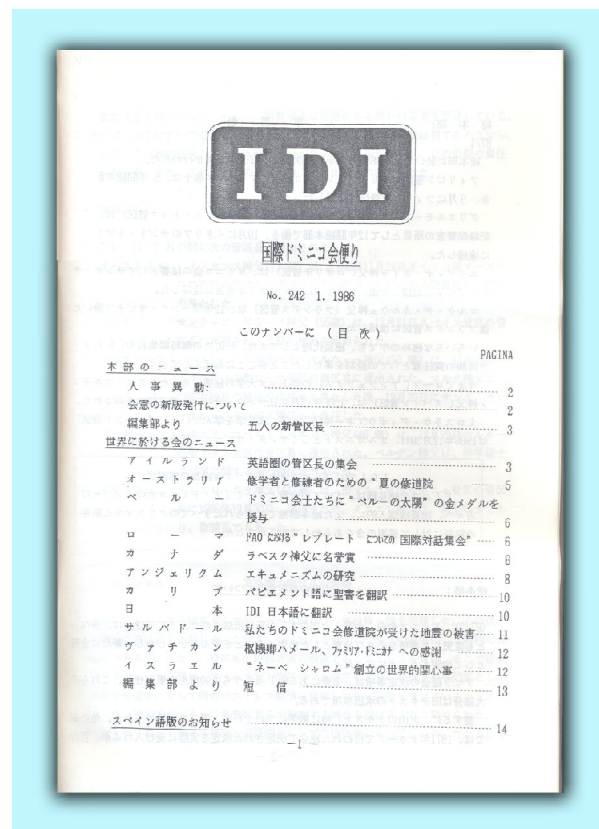 IDI
国際ドミニコ会便り
No. 242 1. 1986
このナンバーに (目 次)
PAGINA
本部のニュース
人 事 異 動: 2
会憲の新版発行について 2
編集部より 五人の新管区長 3
世界に於ける会のニュース
アイルランド 英語圏の管区長の集会 3
オーストラリア 修学者と修練者のための“夏の修道院 5
ペルー ドミニコ会士たちに“ペルーの太陽”の金メダルを
授与 6
ローマ FAO における“レプレート についての 国際対話集会” 6
カナダ ラベスク神父に名誉賞 8
アンジェリクム エキュメニズムの研究 8
カリブ パピエメント語に聖書を翻訳 10
日本 IDI 日本語に翻訳 10
サルバドール 私たちのドミニコ会修道院が受けた地震の被害 11
ヴァチカン 枢機卿ハメール、ファミリア・ドミニカナ への感謝 12
イスラエル “ネーベ シャロム”創立の世界的関心事 12
編集部より 短 信 13
スペイン語版のお知らせ 14
—1—